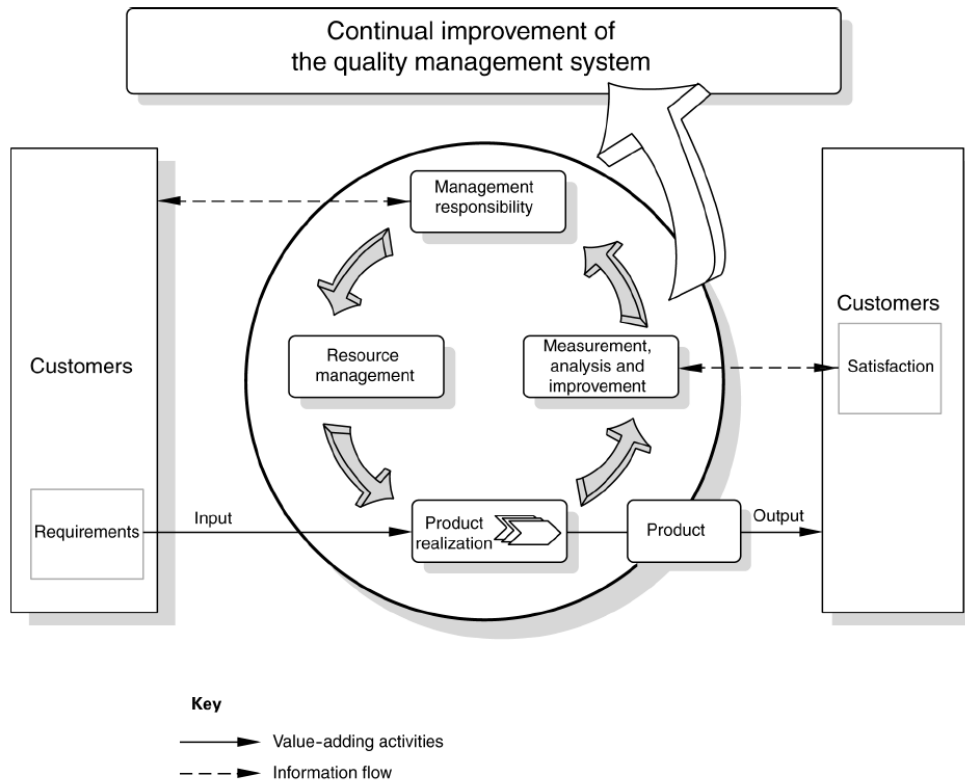 Continual improvement of
the quality management system
Management
responsibility
Customers
Resource
management
Measurement,
analysis and
improvement
Customers
Satisfaction
Requirements
Input
Product
realization
Product
Output
Key
Value-adding activities
Information flow